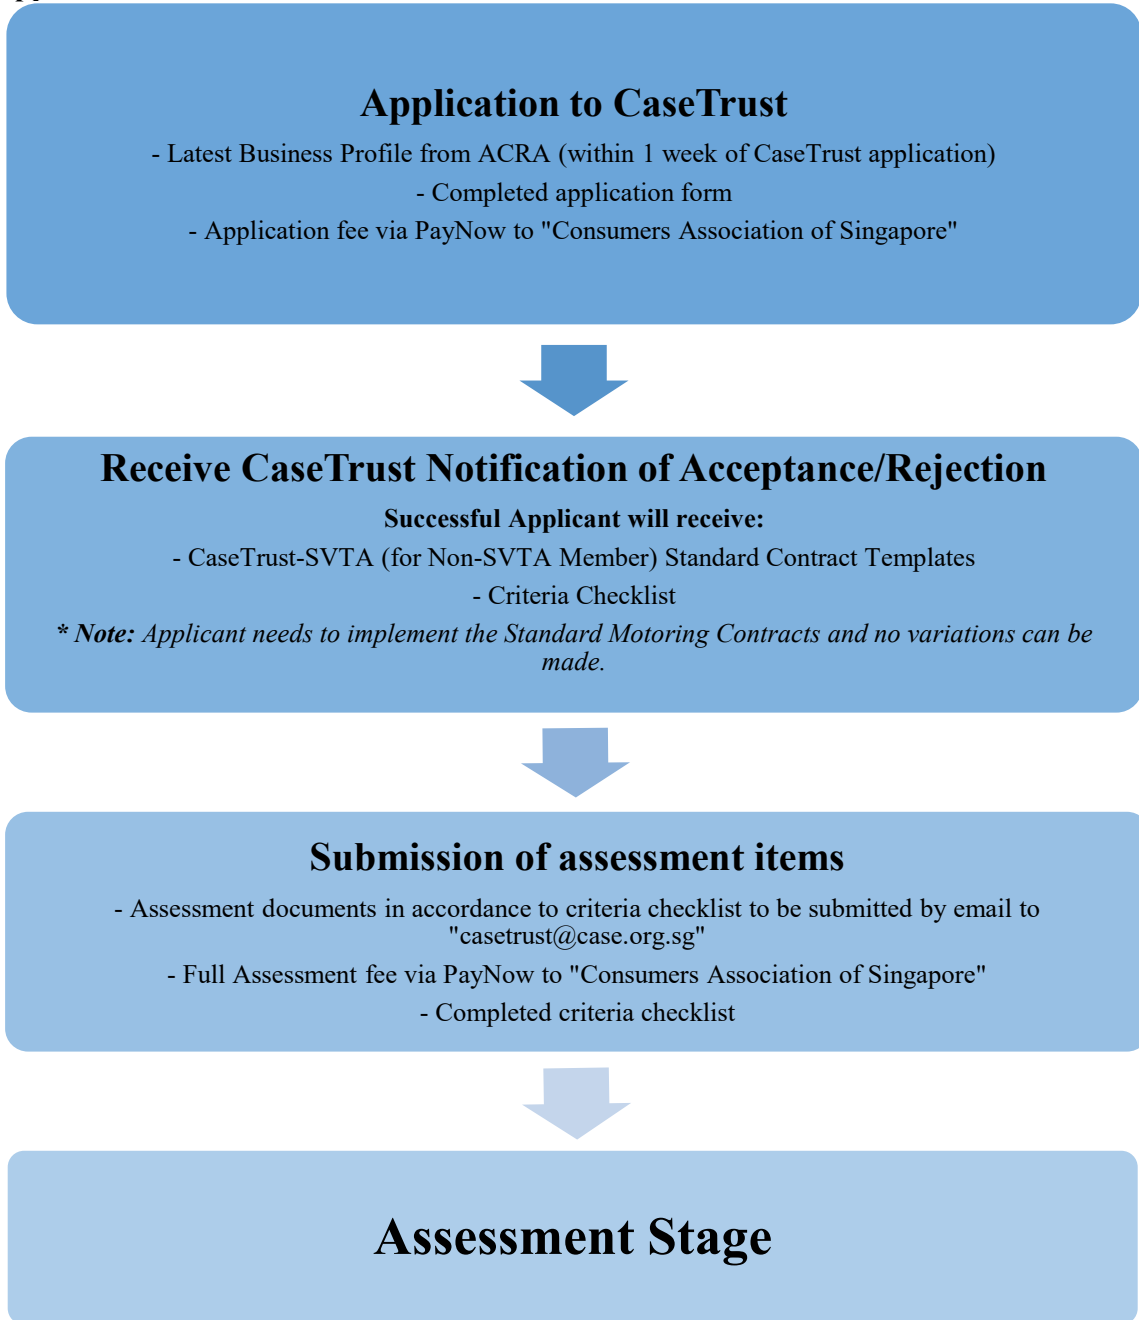 Application to CaseTrust
- Latest Business Profile from ACRA (within 1 week of CaseTrust application)
- Completed application form
- Application fee via PayNow to "Consumers Association of Singapore"
Receive CaseTrust Notification of Acceptance/Rejection
Successful Applicant will receive:
- CaseTrust-SVTA (for Non-SVTA Member) Standard Contract Templates
- Criteria Checklist
* Note: Applicant needs to implement the Standard Motoring Contracts and no variations can be
made.
Submission of assessment items
- Assessment documents in accordance to criteria checklist to be submitted by email to
"casetrust@case.org.sg"
- Full Assessment fee via PayNow to "Consumers Association of Singapore"
- Completed criteria checklist
Assessment Stage